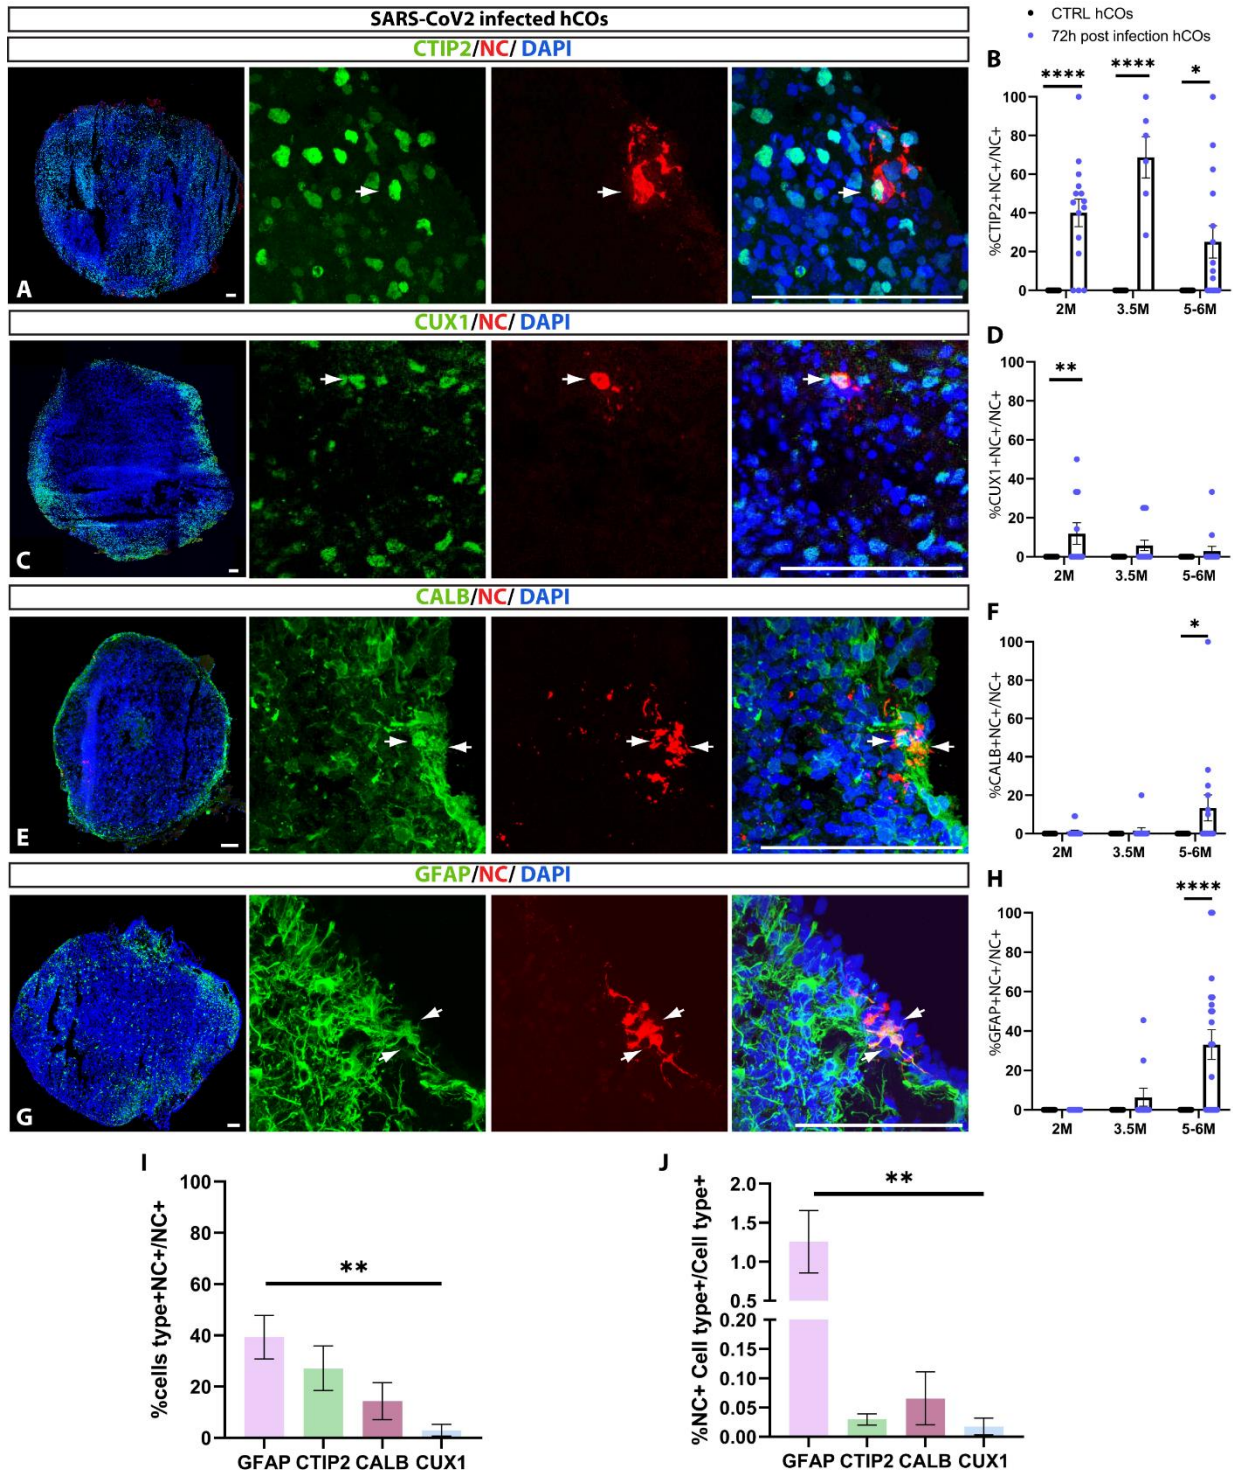 SARS-CoV2 infected hCOs
CTRL hCOs
72h post infection hCOs
CTIP2/NC/ DAPI
A
B
**** **** *
%CTIP2+NC+/NC+
100
80
60
40
20
0
2M 3.5M 5-6M
CUX1/NC/ DAPI
C
D
**
%CUX1+NC+/NC+
100
80
60
40
20
0
2M 3.5M 5-6M
CALB/NC/ DAPI
E
F
*
%CALB+NC+/NC+
100
80
60
40
20
0
2M 3.5M 5-6M
GFAP/NC/ DAPI
G
H
****
%GFAP+NC+/NC+
100
80
60
40
20
0
2M 3.5M 5-6M
I
**
%cells type+NC+/NC+
100
80
60
40
20
0
GFAP CTIP2 CALB CUX1
J
**
%NC+ Cell type+/Cell type+
2.0
1.5
1.0
0.5
0.20
0.15
0.10
0.05
0.00
GFAP CTIP2 CALB CUX1